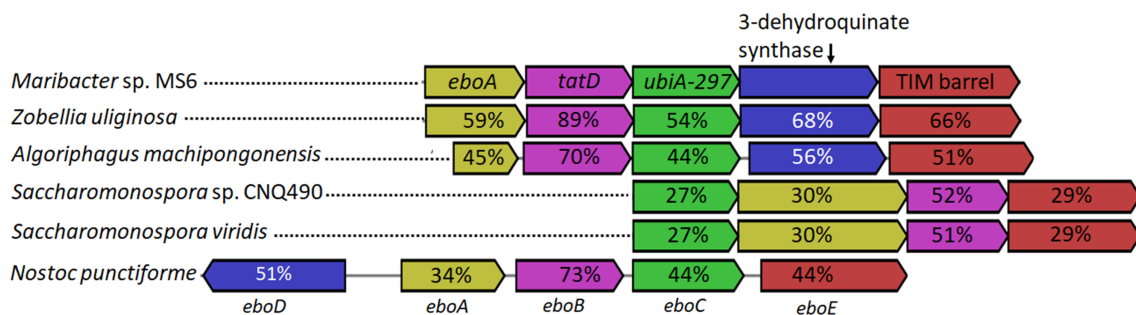 3-dehydroquinate
synthase
Maribacter sp. MS6 eboA tatD ubiA-297 TIM barrel
Zobellia uliginosa 59% 89% 54% 68% 66%
Algoriphagus machipongonensis 45% 70% 44% 56% 51%
Saccharomonospora sp. CNQ490 27% 30% 52% 29%
Saccharomonospora viridis 27% 30% 51% 29%
Nostoc punctiforme 51% 34% 73% 44% 44%
eboD eboA eboB eboC eboE